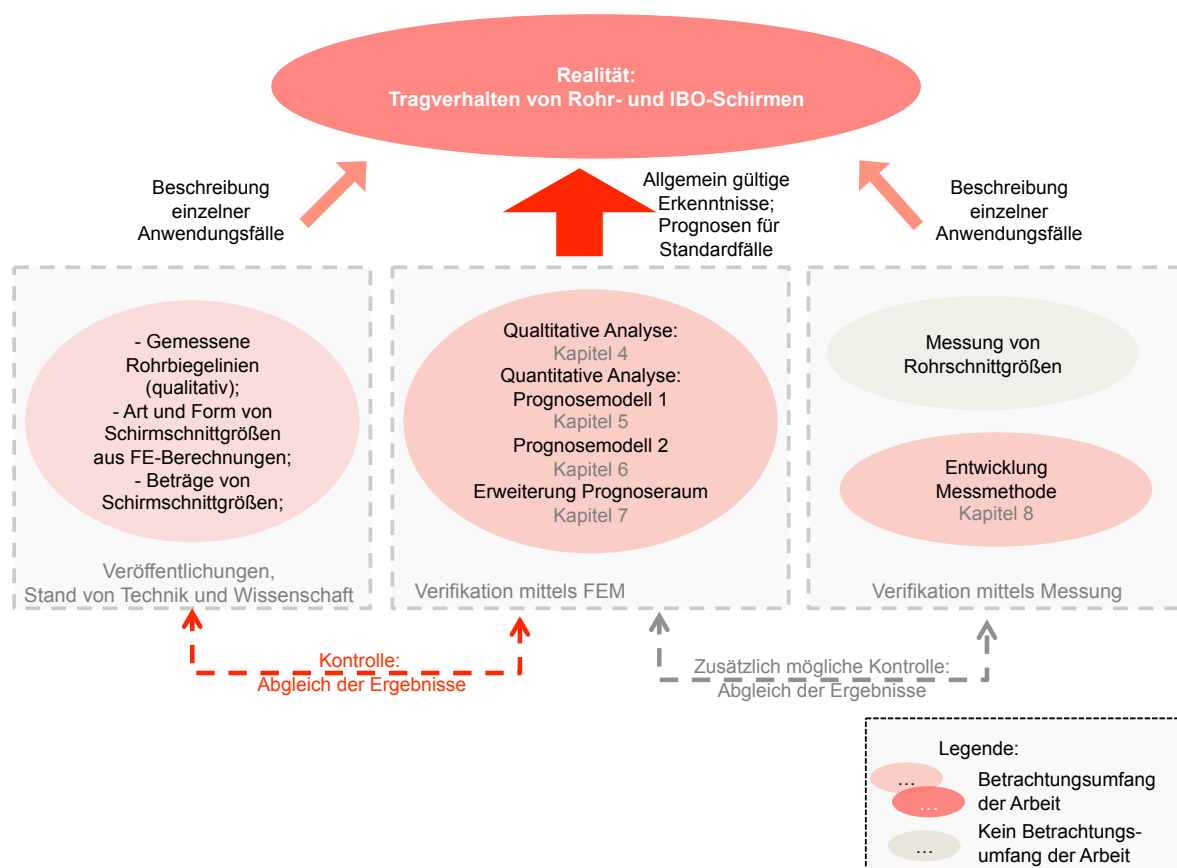 Realität:
Tragverhalten von Rohr- und IBO-Schirmen
Beschreibung
einzelner
Anwendungsfälle
Allgemein gültige
Erkenntnisse;
Prognosen für
Standardfälle
Beschreibung
einzelner
Anwendungsfälle
- Gemessene
Rohrbiegelinien
(qualitativ);
- Art und Form von
Schirmschnittgrößen
aus FE-Berechnungen;
- Beträge von
Schirmschnittgrößen;
Veröffentlichungen,
Stand von Technik und Wissenschaft
Qualtitative Analyse:
Kapitel 4
Quantitative Analyse:
Prognosemodell 1
Kapitel 5
Prognosemodell 2
Kapitel 6
Erweiterung Prognoseraum
Kapitel 7
Verifikation mittels FEM
Messung von
Rohrschnittgrößen
Entwicklung
Messmethode
Kapitel 8
Verifikation mittels Messung
Kontrolle:
Abgleich der Ergebnisse
Zusätzlich mögliche Kontrolle:
Abgleich der Ergebnisse
Legende:
...
...
Betrachtungsumfang
der Arbeit
...
Kein Betrachtungs-
umfang der Arbeit